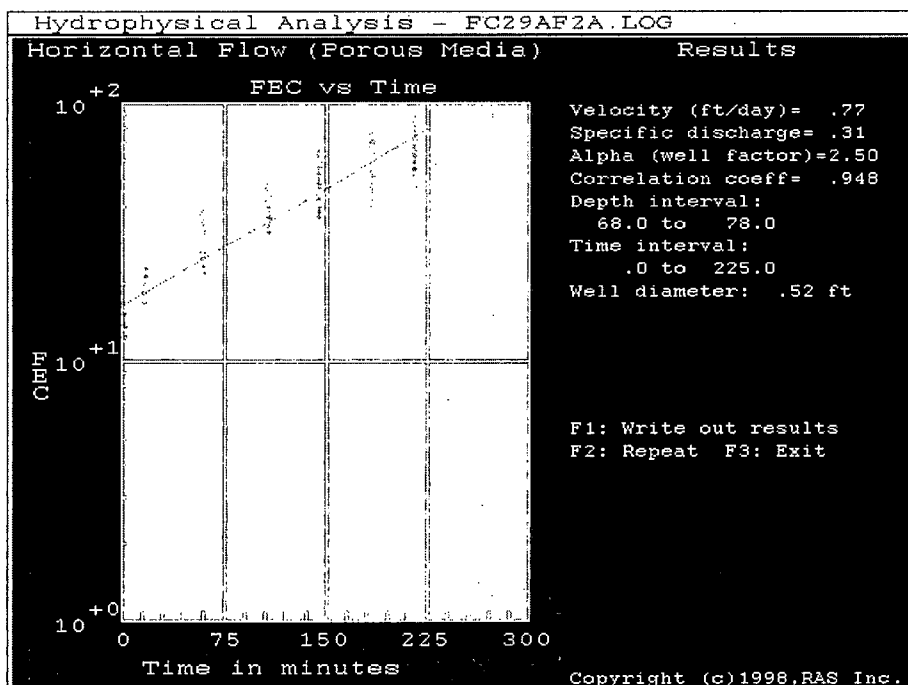 Hydrophysical Analysis - FC29AF2A.LOG
Horizontal Flow (Porous Media)
Results
FEC vs Time
10+2
10+1
10+0
FEC
0 75 150 225 300
Time in minutes
Velocity (ft/day)= .77
Specific discharge= .31
Alpha (well factor)=2.50
Correlation coeff= .948
Depth interval:
68.0 to 78.0
Time interval:
.0 to 225.0
Well diameter: .52 ft
F1: Write out results
F2: Repeat F3: Exit
Copyright (c)1998,RAS Inc.